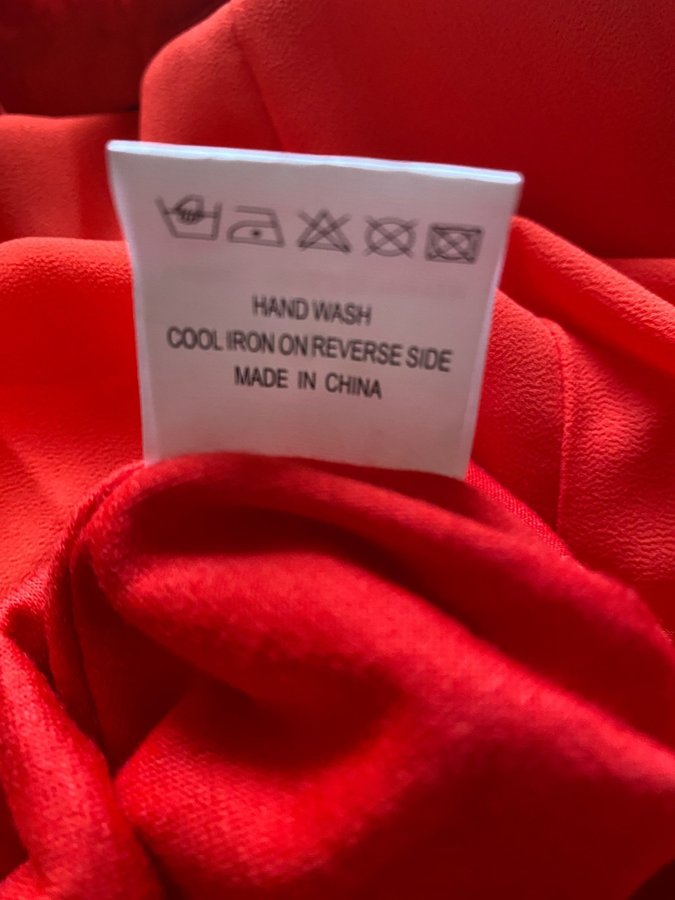 HAND WASH
COOL IRON ON REVERSE SIDE
MADE IN CHINA